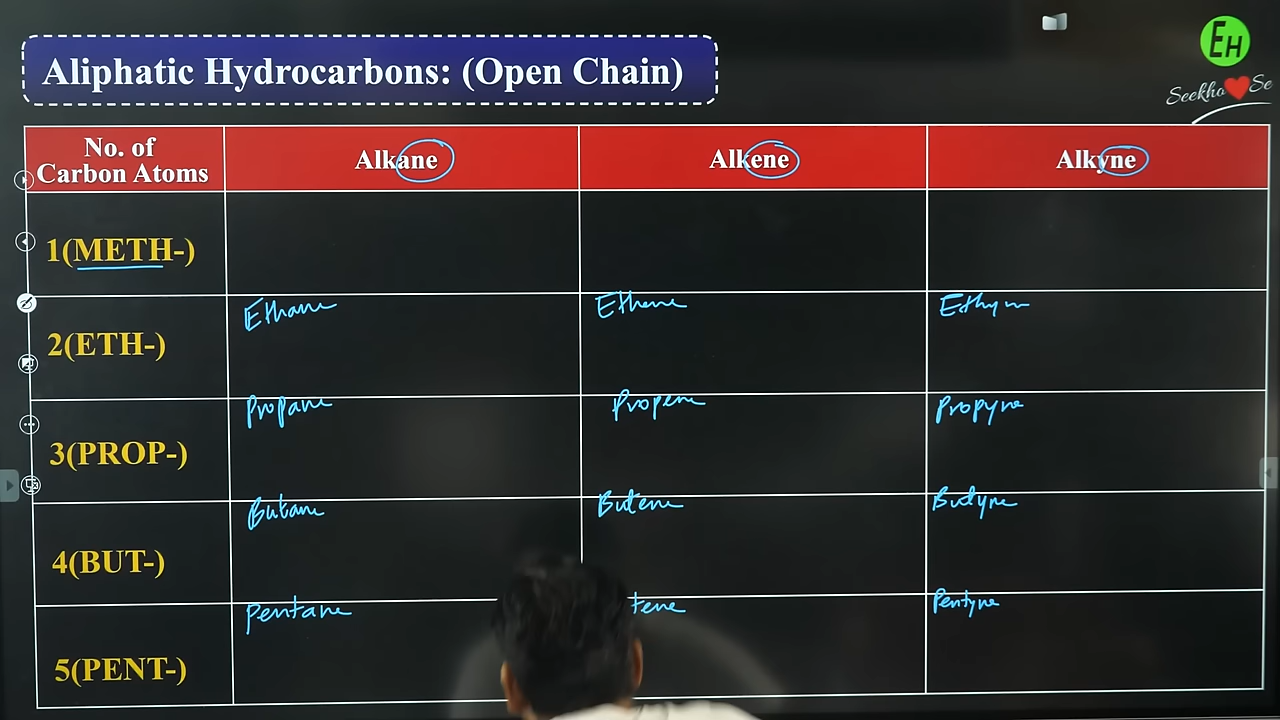 Aliphatic Hydrocarbons: (Open Chain)
EH
Seekho ❤ Se
No. of
Carbon Atoms
Alkane
Alkene
Alkyne
1(METH-)
2(ETH-)
Ethane
Ethene
Ethyn
3(PROP-)
Propane
Propene
Propyne
4(BUT-)
Butane
Butene
Butyne
5(PENT-)
Pentane
tene
Pentyne